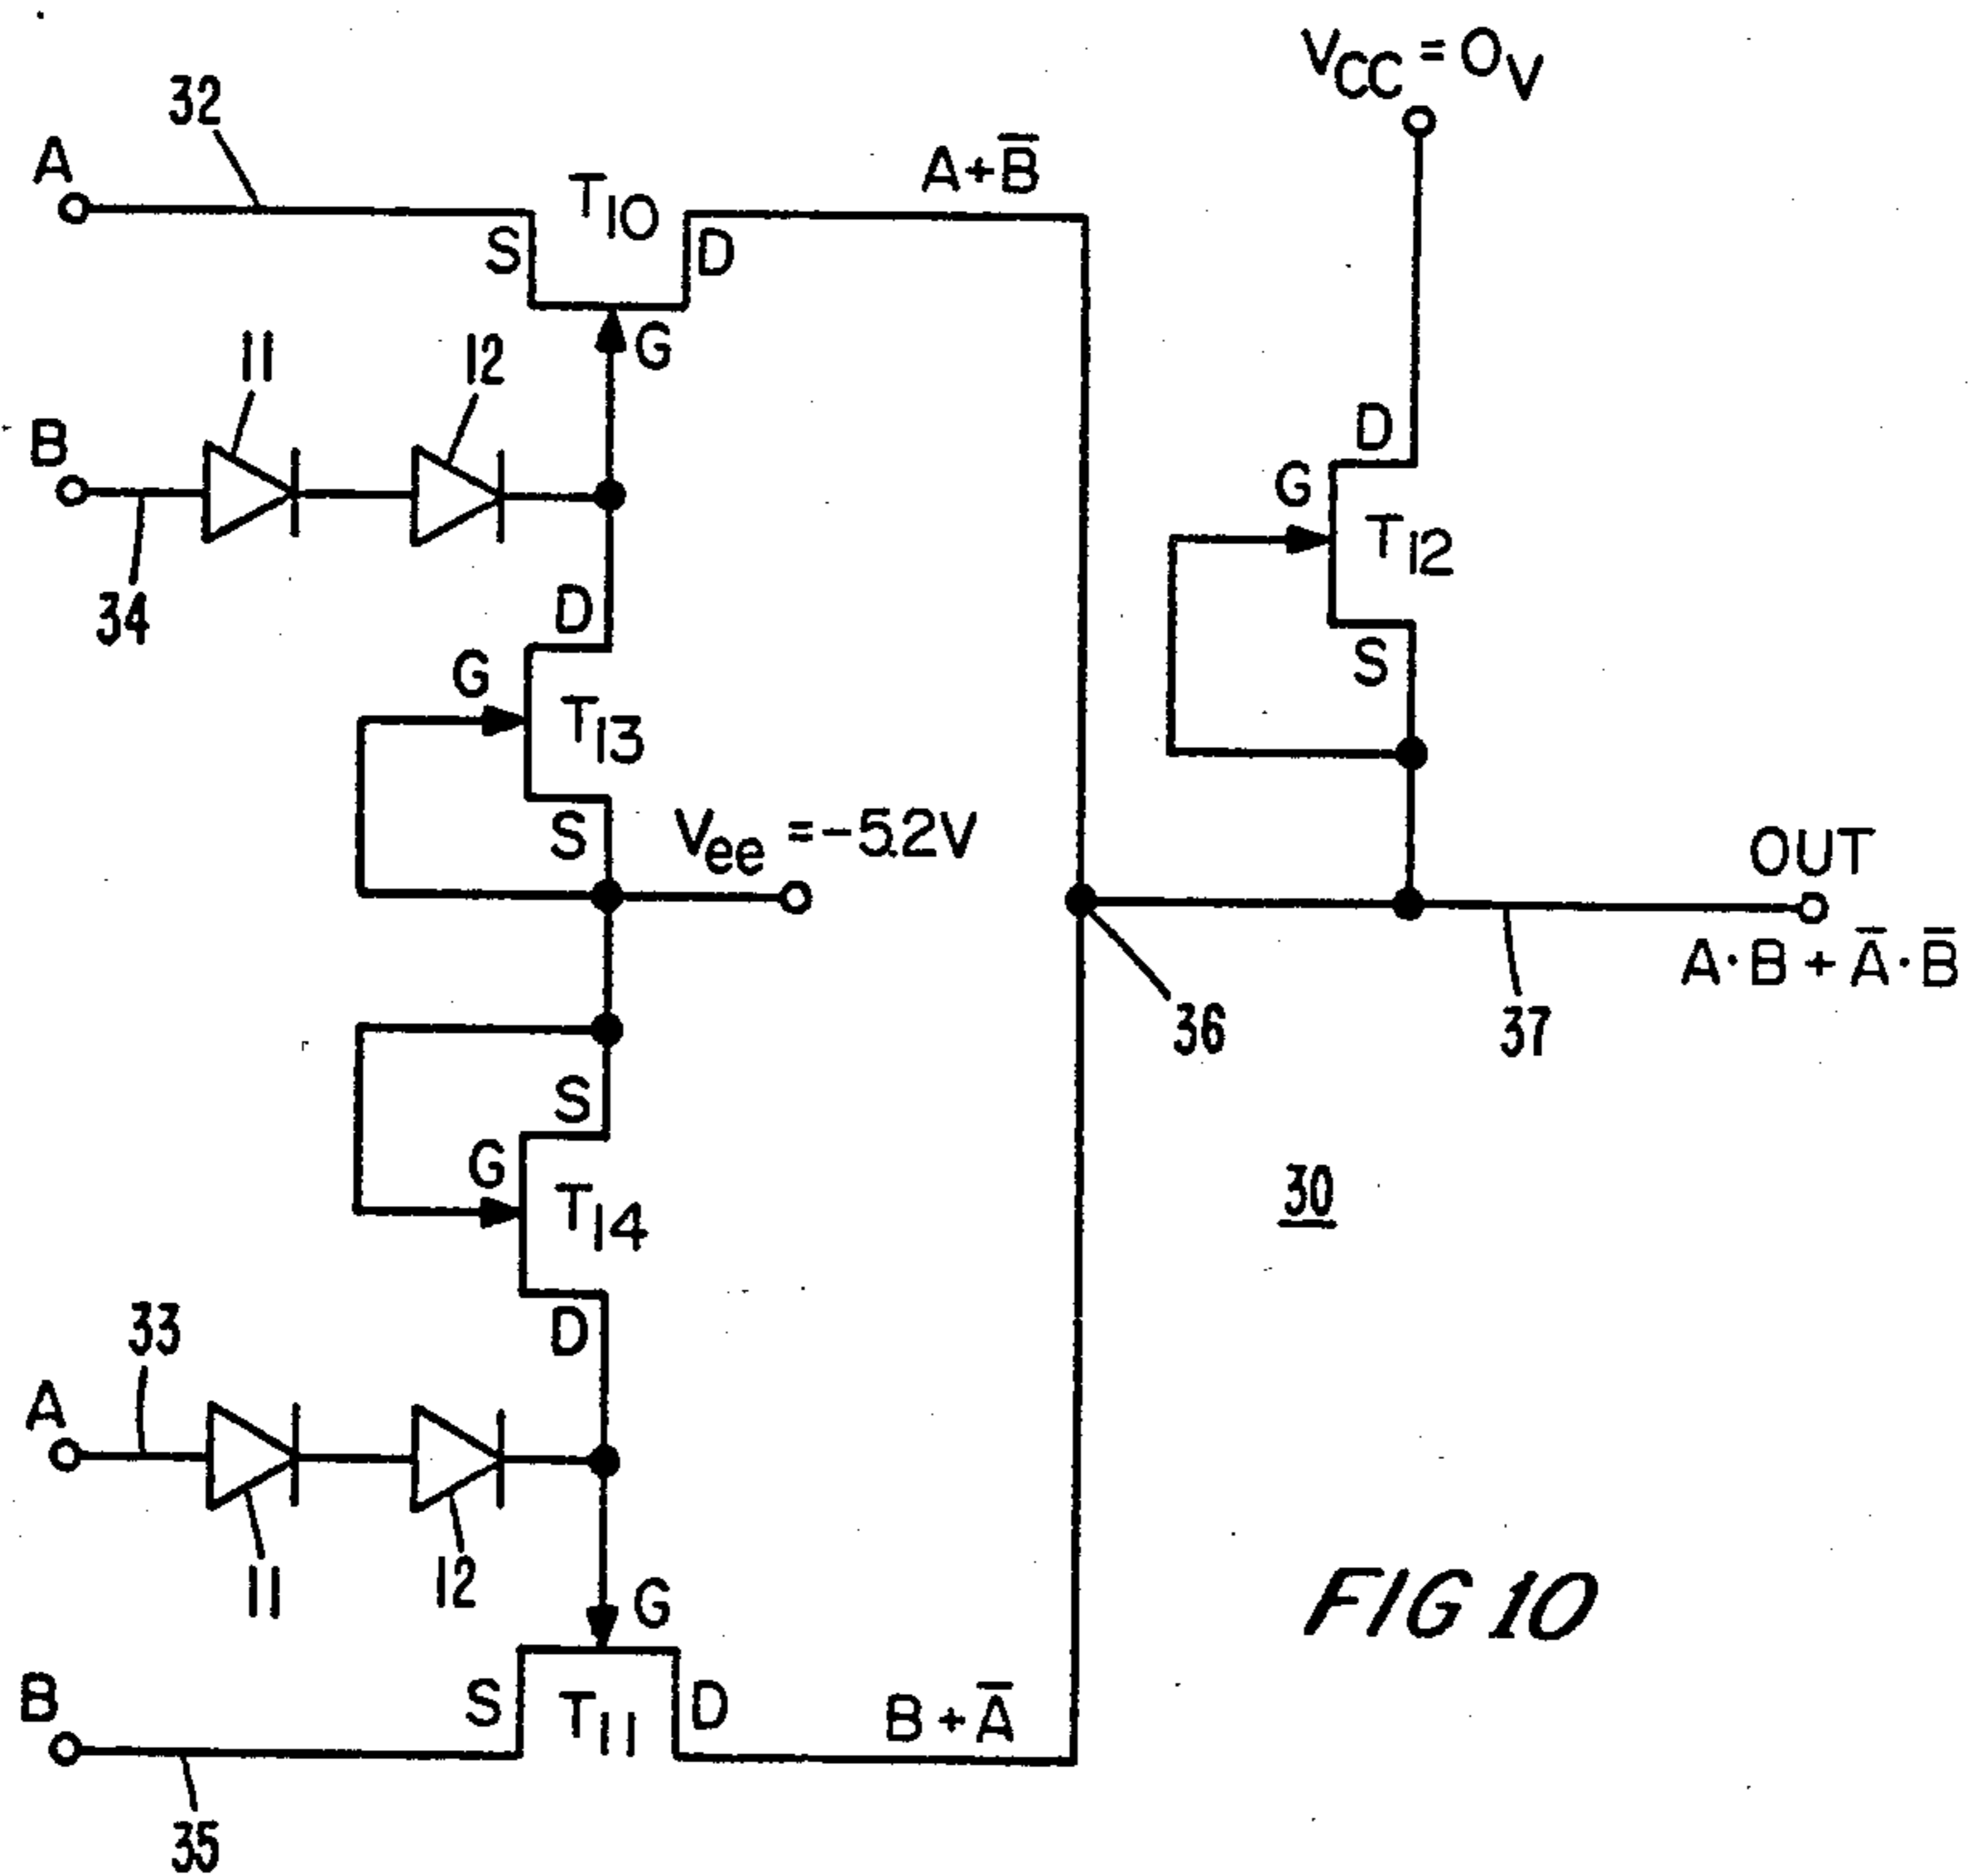 V_CC = 0V
32
A
T10
A+B̅
S
D
G
11
12
B
34
D
G
T12
S
D
G
T13
S
Vee = -5.2V
OUT
A·B + A̅·B̅
36
37
S
G
T14
D
30
33
A
11
12
G
FIG 10
B
S
T11
D
B+A̅
35